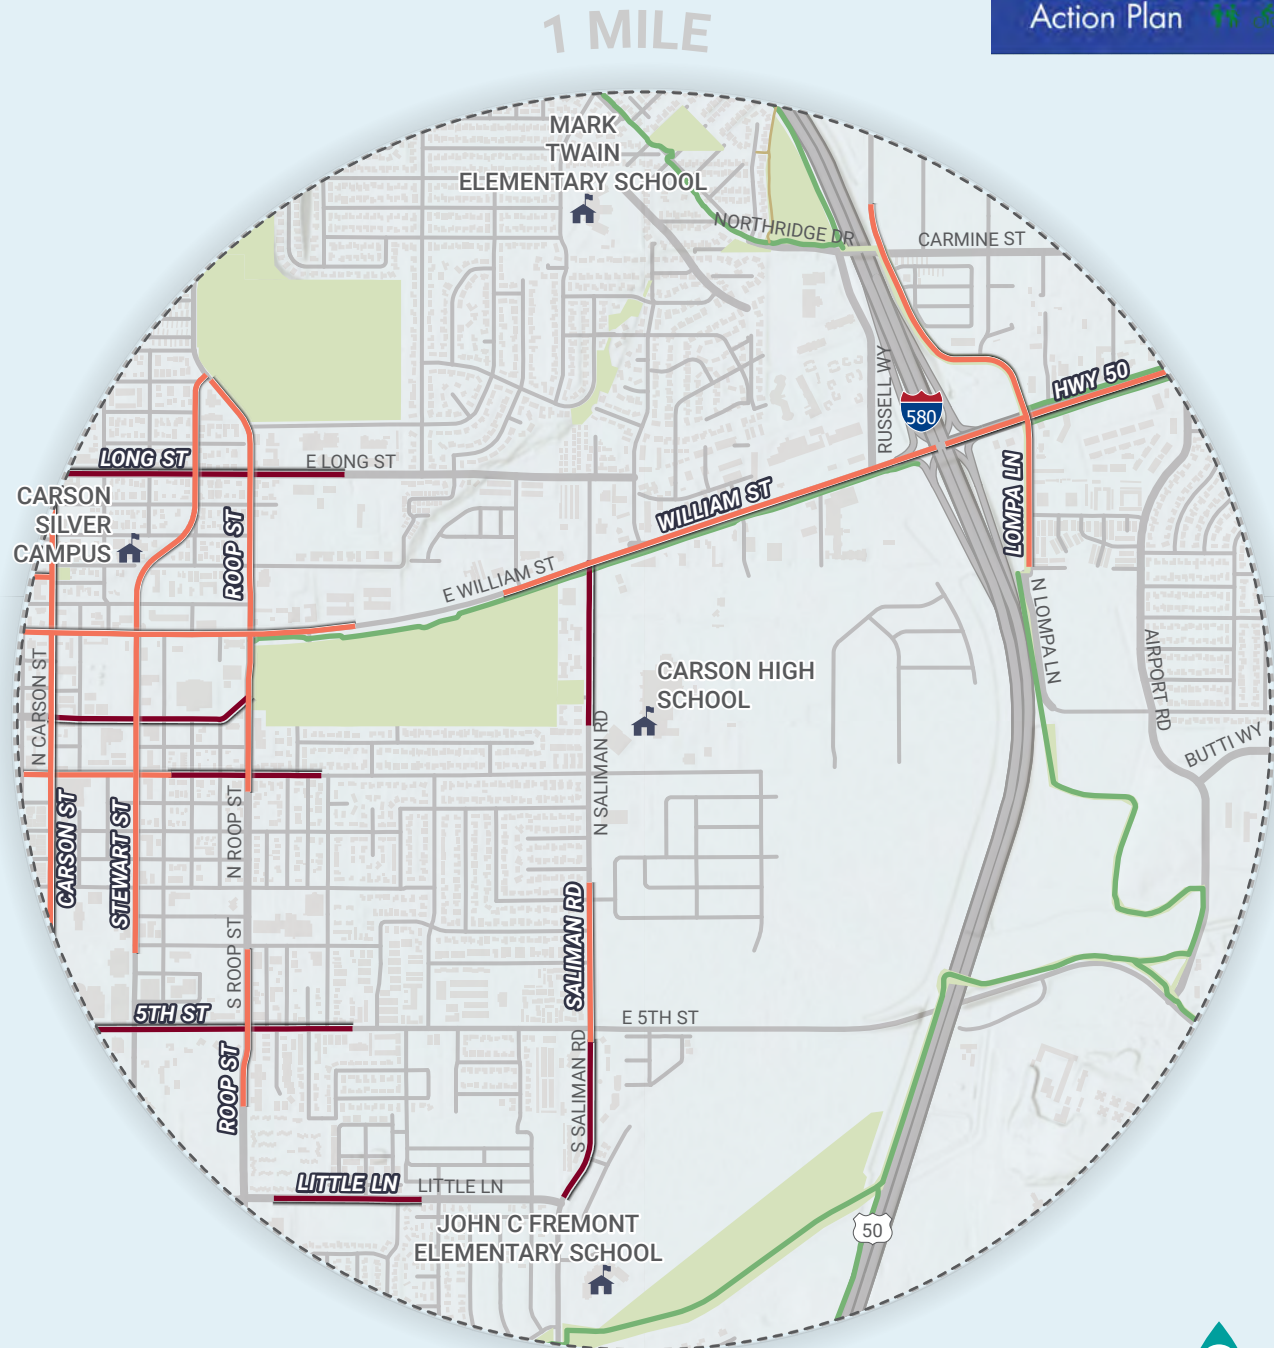 Action Plan
1 MILE
MARK
TWAIN
ELEMENTARY SCHOOL
NORTHRIDGE DR
CARMINE ST
RUSSELL WY
HWY 50
580
LONG ST
E LONG ST
CARSON
SILVER
CAMPUS
ROOP ST
WILLIAM ST
LOMPA LN
E WILLIAM ST
N LOMPA LN
AIRPORT RD
BUTTI WY
CARSON HIGH
SCHOOL
N CARSON ST
N SALIMAN RD
CARSON ST
STEWART ST
N ROOP ST
SALIMAN RD
S ROOP ST
5TH ST
E 5TH ST
ROOP ST
S SALIMAN RD
LITTLE LN
LITTLE LN
JOHN C FREMONT
ELEMENTARY SCHOOL
50